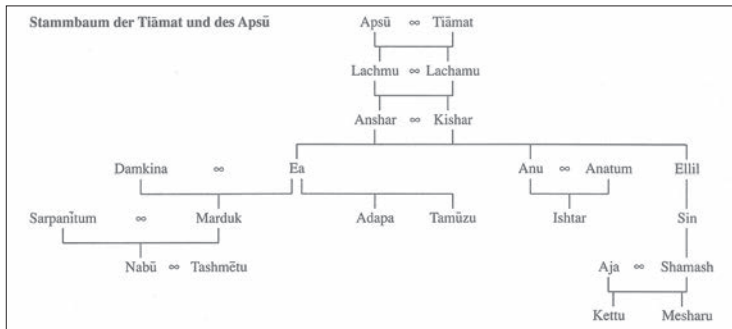 Stammbaum der Tiāmat und des Apsū
Apsū ∞ Tiāmat
Lachmu ∞ Lachamu
Anshar ∞ Kishar
Damkina ∞ Ea Anu ∞ Anatum Ellil
Sarpanītum ∞ Marduk Adapa Tamūzu Ishtar Sin
Nabū ∞ Tashmētu Aja ∞ Shamash
Kettu Mesharu